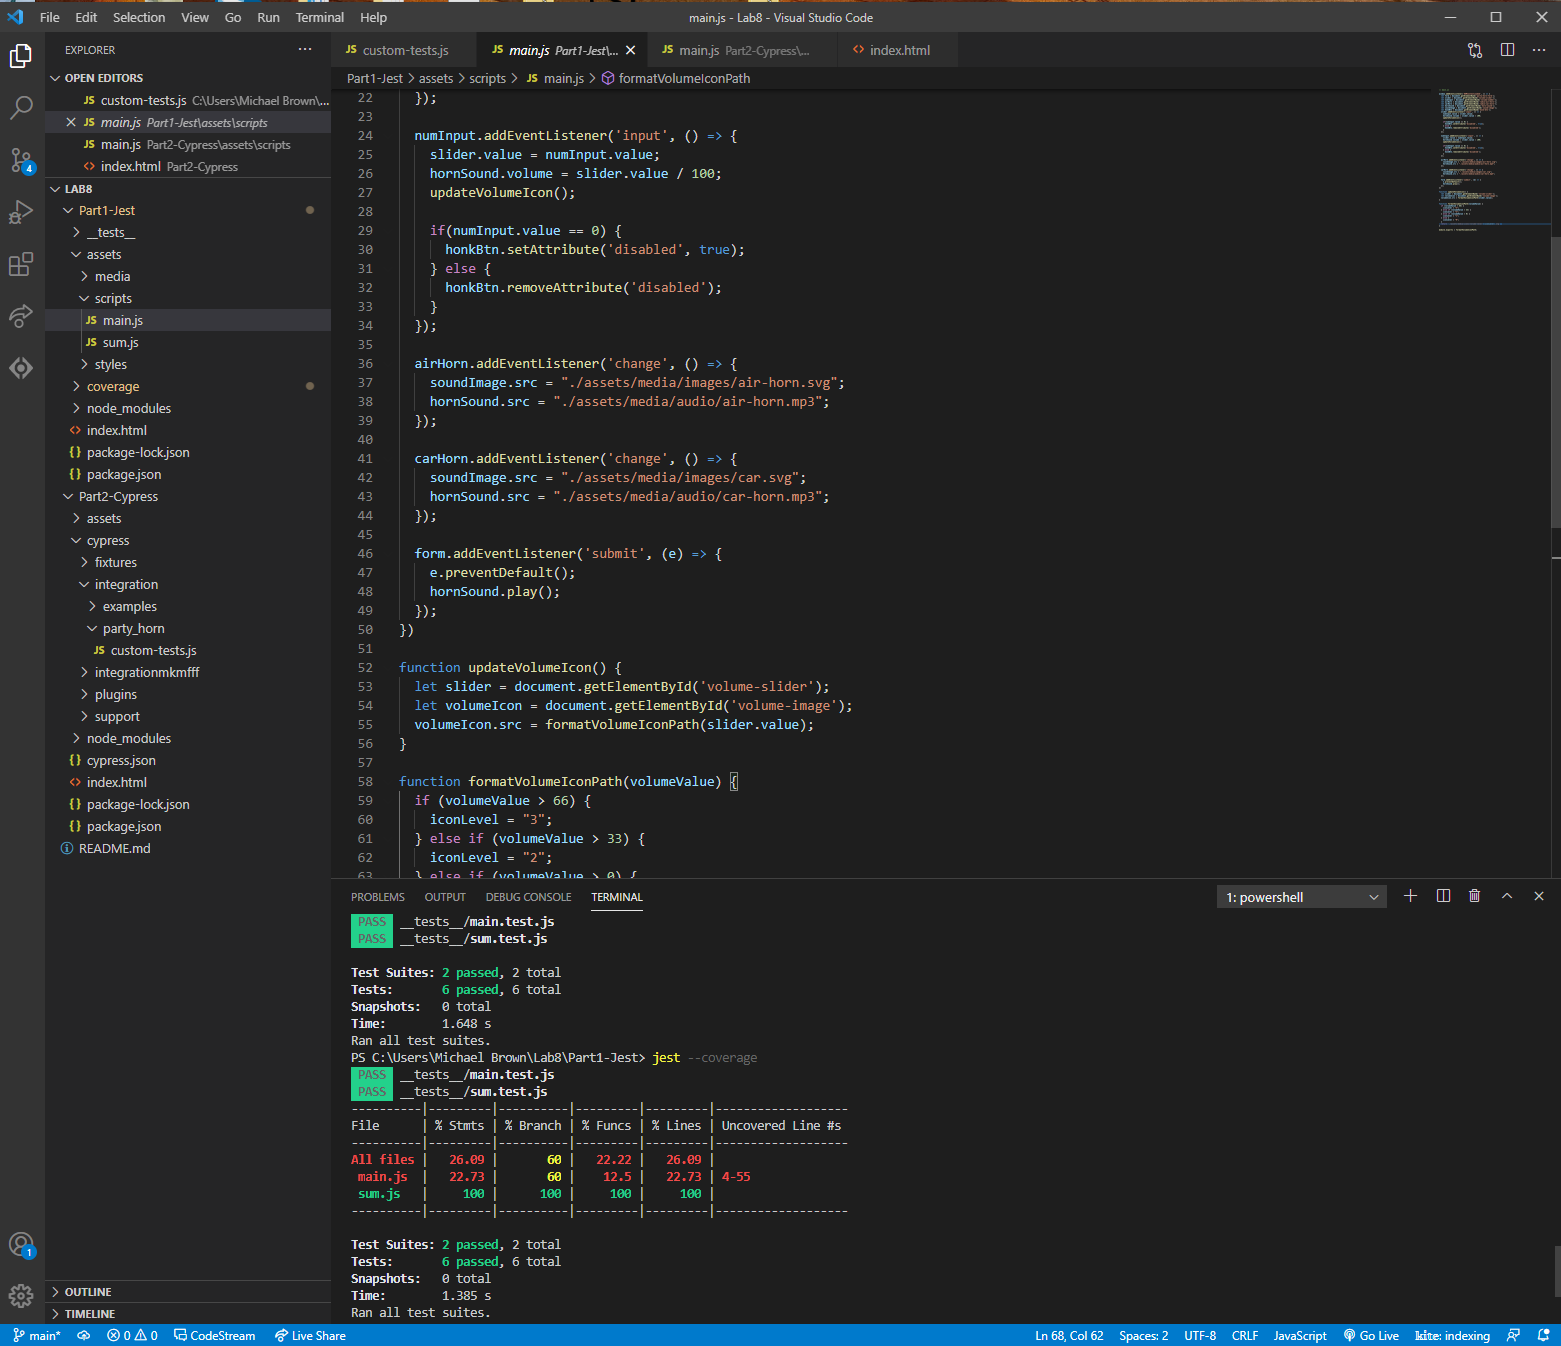 File Edit Selection View Go Run Terminal Help
main.js - Lab8 - Visual Studio Code
EXPLORER
OPEN EDITORS
JS custom-tests.js C:\Users\Michael Brown\...
JS main.js Part1-Jest\assets\scripts
JS main.js Part2-Cypress\assets\scripts
<> index.html Part2-Cypress
LAB8
Part1-Jest
__tests__
assets
media
scripts
JS main.js
JS sum.js
styles
coverage
node_modules
<> index.html
{} package-lock.json
{} package.json
Part2-Cypress
assets
cypress
fixtures
integration
examples
party_horn
JS custom-tests.js
integrationmkmfff
plugins
support
node_modules
{} cypress.json
<> index.html
{} package-lock.json
{} package.json
README.md
OUTLINE
TIMELINE
4
1
JS custom-tests.js
JS main.js Part1-Jest\...
JS main.js Part2-Cypress\...
<> index.html
Part1-Jest > assets > scripts > JS main.js > formatVolumeIconPath
22 });
23
24 numInput.addEventListener('input', () => {
25 slider.value = numInput.value;
26 hornSound.volume = slider.value / 100;
27 updateVolumeIcon();
28
29 if(numInput.value == 0) {
30 honkBtn.setAttribute('disabled', true);
31 } else {
32 honkBtn.removeAttribute('disabled');
33 }
34 });
35
36 airHorn.addEventListener('change', () => {
37 soundImage.src = "./assets/media/images/air-horn.svg";
38 hornSound.src = "./assets/media/audio/air-horn.mp3";
39 });
40
41 carHorn.addEventListener('change', () => {
42 soundImage.src = "./assets/media/images/car.svg";
43 hornSound.src = "./assets/media/audio/car-horn.mp3";
44 });
45
46 form.addEventListener('submit', (e) => {
47 e.preventDefault();
48 hornSound.play();
49 });
50 })
51
52 function updateVolumeIcon() {
53 let slider = document.getElementById('volume-slider');
54 let volumeIcon = document.getElementById('volume-image');
55 volumeIcon.src = formatVolumeIconPath(slider.value);
56 }
57
58 function formatVolumeIconPath(volumeValue) {
59 if (volumeValue > 66) {
60 iconLevel = "3";
61 } else if (volumeValue > 33) {
62 iconLevel = "2";
63 } else if (volumeValue > 0) {
PROBLEMS OUTPUT DEBUG CONSOLE TERMINAL
1: powershell
PASS __tests__/main.test.js
PASS __tests__/sum.test.js
Test Suites: 2 passed, 2 total
Tests: 6 passed, 6 total
Snapshots: 0 total
Time: 1.648 s
Ran all test suites.
PS C:\Users\Michael Brown\Lab8\Part1-Jest> jest --coverage
PASS __tests__/main.test.js
PASS __tests__/sum.test.js
----------|---------|----------|---------|---------|-------------------
File | % Stmts | % Branch | % Funcs | % Lines | Uncovered Line #s
----------|---------|----------|---------|---------|-------------------
All files | 26.09 | 60 | 22.22 | 26.09 |
main.js | 22.73 | 60 | 12.5 | 22.73 | 4-55
sum.js | 100 | 100 | 100 | 100 |
----------|---------|----------|---------|---------|-------------------
Test Suites: 2 passed, 2 total
Tests: 6 passed, 6 total
Snapshots: 0 total
Time: 1.385 s
Ran all test suites.
main* 0 0 CodeStream Live Share
Ln 68, Col 62 Spaces: 2 UTF-8 CRLF JavaScript Go Live kite: indexing